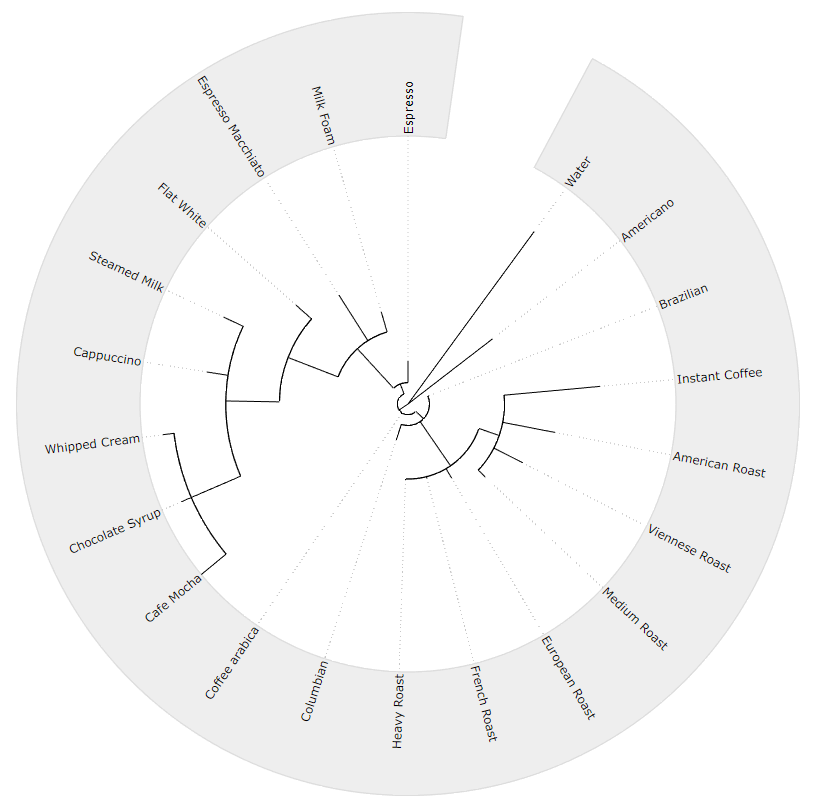 Espresso
Milk Foam
Espresso Macchiato
Flat White
Steamed Milk
Cappuccino
Whipped Cream
Chocolate Syrup
Cafe Mocha
Coffee arabica
Columbian
Heavy Roast
French Roast
European Roast
Medium Roast
Viennese Roast
American Roast
Instant Coffee
Brazilian
Americano
Water